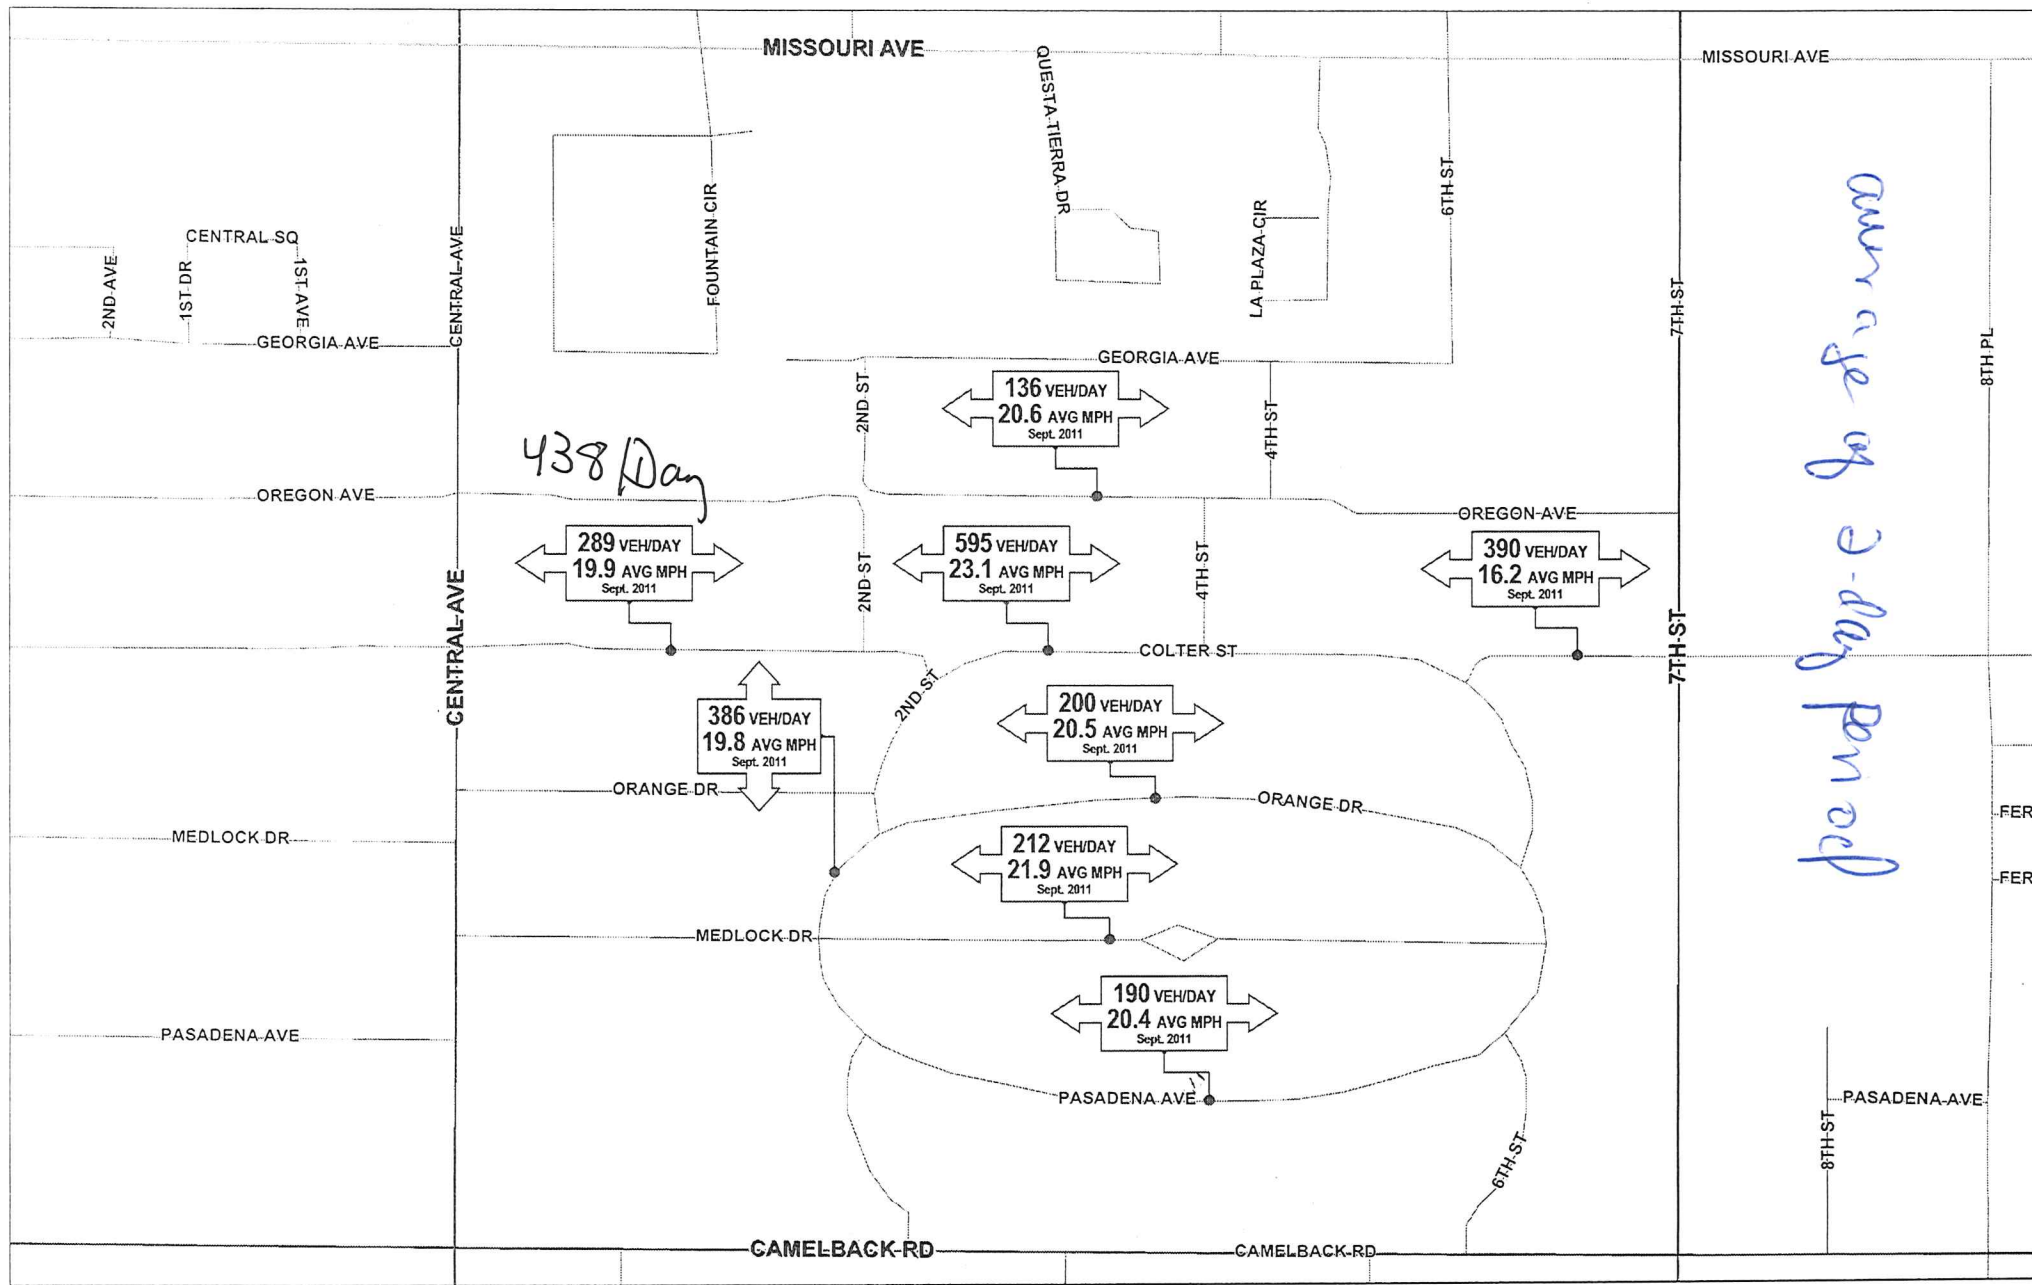 MISSOURI AVE
MISSOURI AVE
QUESTA TIERRA DR
6TH ST
FOUNTAIN CIR
LA PLAZA CIR
CENTRAL SQ
2ND AVE
1ST DR
1ST AVE
CENTRAL AVE
7TH ST
8TH PL
GEORGIA AVE
GEORGIA AVE
2ND ST
136 VEH/DAY
20.6 AVG MPH
Sept. 2011
4TH ST
438/Day
OREGON AVE
OREGON AVE
289 VEH/DAY
19.9 AVG MPH
Sept. 2011
2ND ST
595 VEH/DAY
23.1 AVG MPH
Sept. 2011
4TH ST
390 VEH/DAY
16.2 AVG MPH
Sept. 2011
CENTRAL AVE
7TH ST
COLTER ST
2ND ST
386 VEH/DAY
19.8 AVG MPH
Sept. 2011
200 VEH/DAY
20.5 AVG MPH
Sept. 2011
ORANGE DR
ORANGE DR
FER
MEDLOCK DR
212 VEH/DAY
21.9 AVG MPH
Sept. 2011
FER
MEDLOCK DR
190 VEH/DAY
20.4 AVG MPH
Sept. 2011
PASADENA AVE
PASADENA AVE
PASADENA AVE
8TH ST
6TH ST
CAMELBACK RD
CAMELBACK RD
average of 3-day period